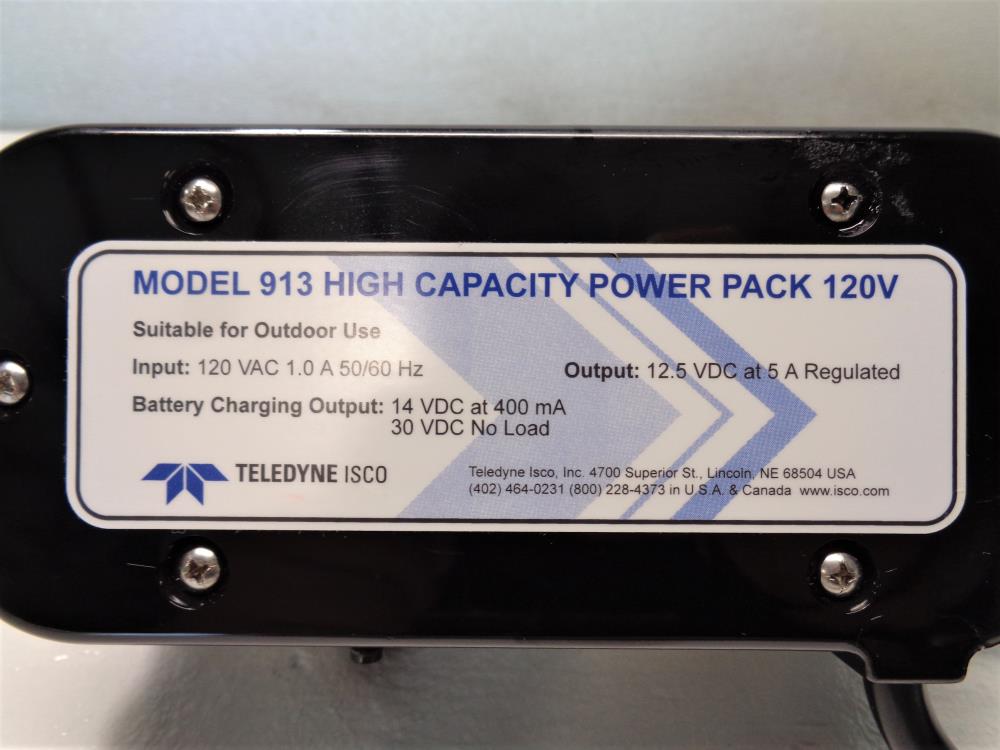 MODEL 913 HIGH CAPACITY POWER PACK 120V
Suitable for Outdoor Use
Input: 120 VAC 1.0 A 50/60 Hz
Output: 12.5 VDC at 5 A Regulated
Battery Charging Output: 14 VDC at 400 mA
30 VDC No Load
TELEDYNE ISCO
Teledyne Isco, Inc. 4700 Superior St., Lincoln, NE 68504 USA
(402) 464-0231 (800) 228-4373 in U.S.A. & Canada www.isco.com